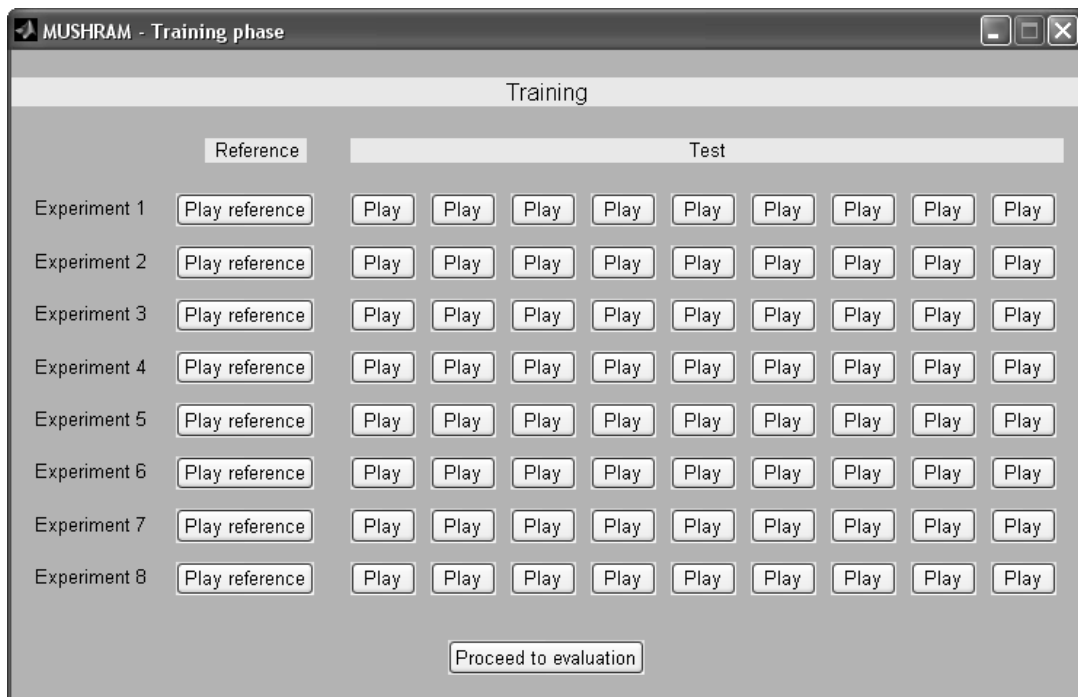 MUSHRAM - Training phase
Training
Reference Test
Experiment 1 Play reference Play Play Play Play Play Play Play Play Play
Experiment 2 Play reference Play Play Play Play Play Play Play Play Play
Experiment 3 Play reference Play Play Play Play Play Play Play Play Play
Experiment 4 Play reference Play Play Play Play Play Play Play Play Play
Experiment 5 Play reference Play Play Play Play Play Play Play Play Play
Experiment 6 Play reference Play Play Play Play Play Play Play Play Play
Experiment 7 Play reference Play Play Play Play Play Play Play Play Play
Experiment 8 Play reference Play Play Play Play Play Play Play Play Play
Proceed to evaluation